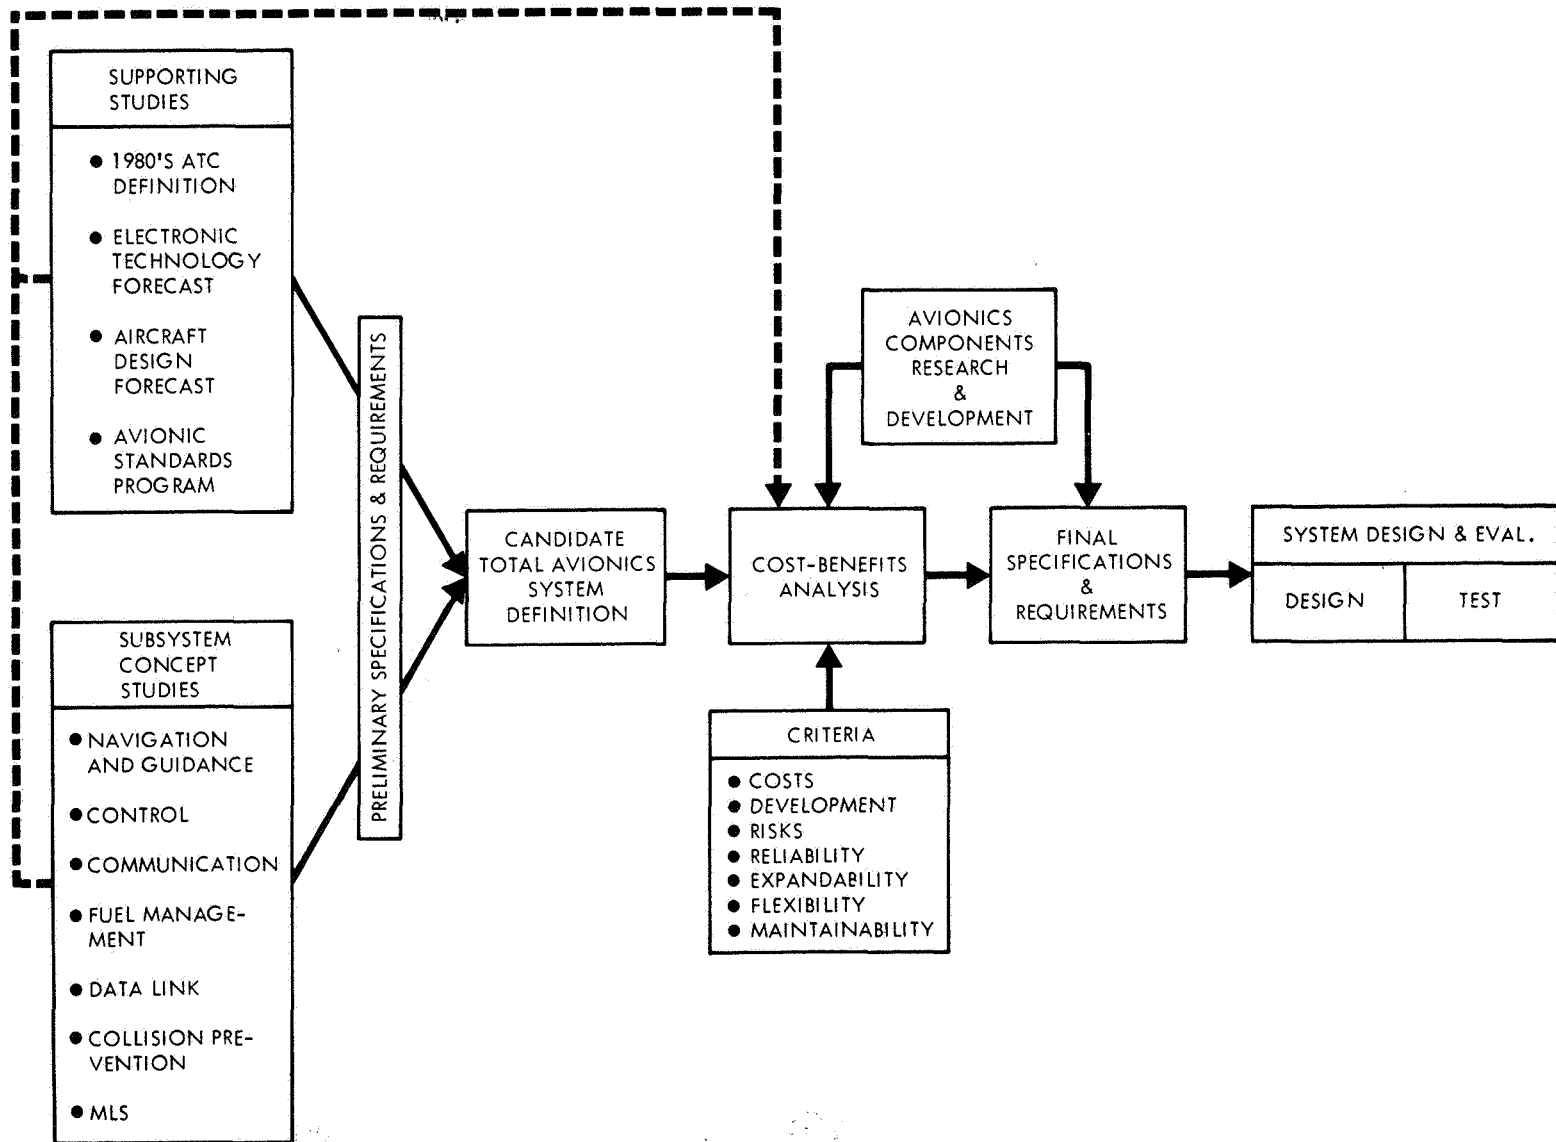 SUPPORTING
STUDIES
● 1980'S ATC
DEFINITION
● ELECTRONIC
TECHNOLOGY
FORECAST
● AIRCRAFT
DESIGN
FORECAST
● AVIONIC
STANDARDS
PROGRAM
SUBSYSTEM
CONCEPT
STUDIES
● NAVIGATION
AND GUIDANCE
● CONTROL
● COMMUNICATION
● FUEL MANAGE-
MENT
● DATA LINK
● COLLISION PRE-
VENTION
● MLS
PRELIMINARY SPECIFICATIONS & REQUIREMENTS
CANDIDATE
TOTAL AVIONICS
SYSTEM
DEFINITION
AVIONICS
COMPONENTS
RESEARCH
&
DEVELOPMENT
COST-BENEFITS
ANALYSIS
CRITERIA
● COSTS
● DEVELOPMENT
● RISKS
● RELIABILITY
● EXPANDABILITY
● FLEXIBILITY
● MAINTAINABILITY
FINAL
SPECIFICATIONS
&
REQUIREMENTS
SYSTEM DESIGN & EVAL.
DESIGN
TEST